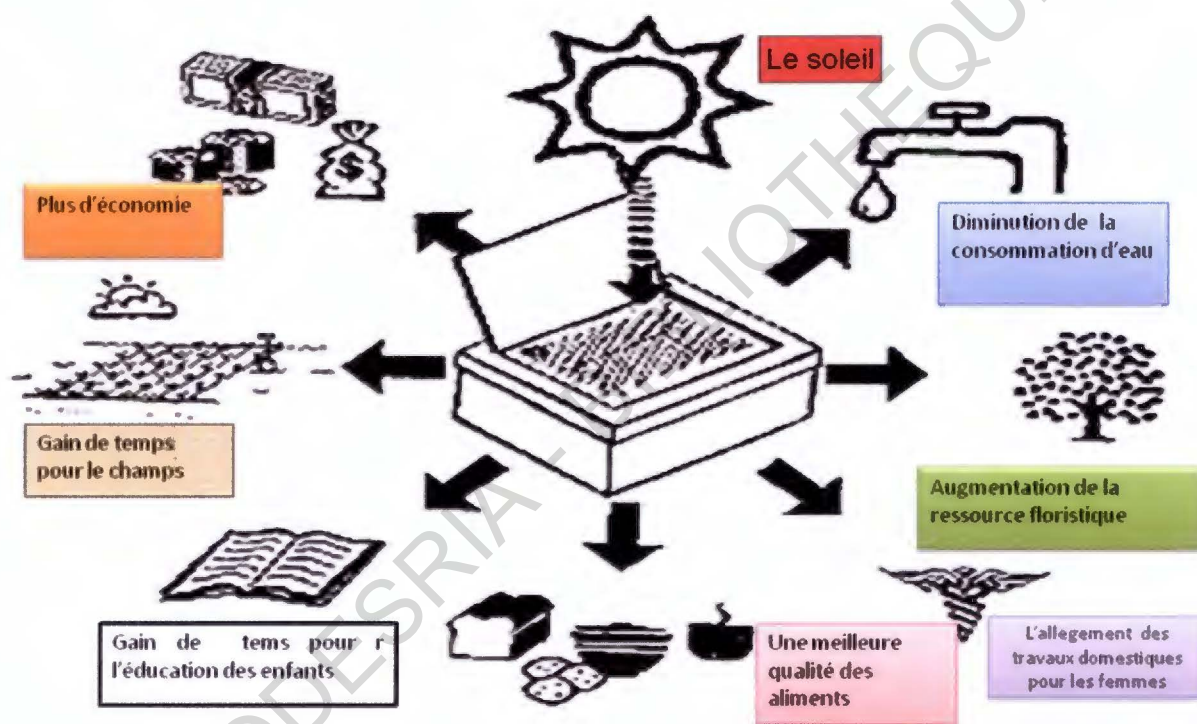 Le soleil
Plus d'économie
Diminution de la
consommation d'eau
Gain de temps
pour le champs
Augmentation de la
ressource floristique
Gain de tems pour r
l'éducation des enfants
Une meilleure
qualité des
aliments
L'allegement des
travaux domestiques
pour les femmes
$
CODESRIA - BIBLIOTHEQUE